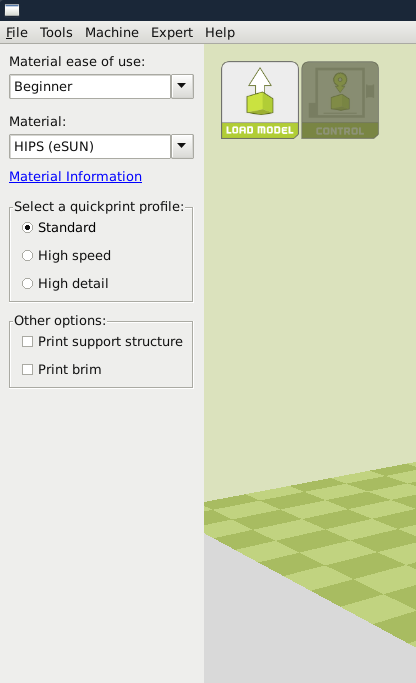 File Tools Machine Expert Help
Material ease of use:
Beginner
Material:
HIPS (eSUN)
Material Information
Select a quickprint profile:
Standard
High speed
High detail
Other options:
Print support structure
Print brim
LOAD MODEL CONTROL